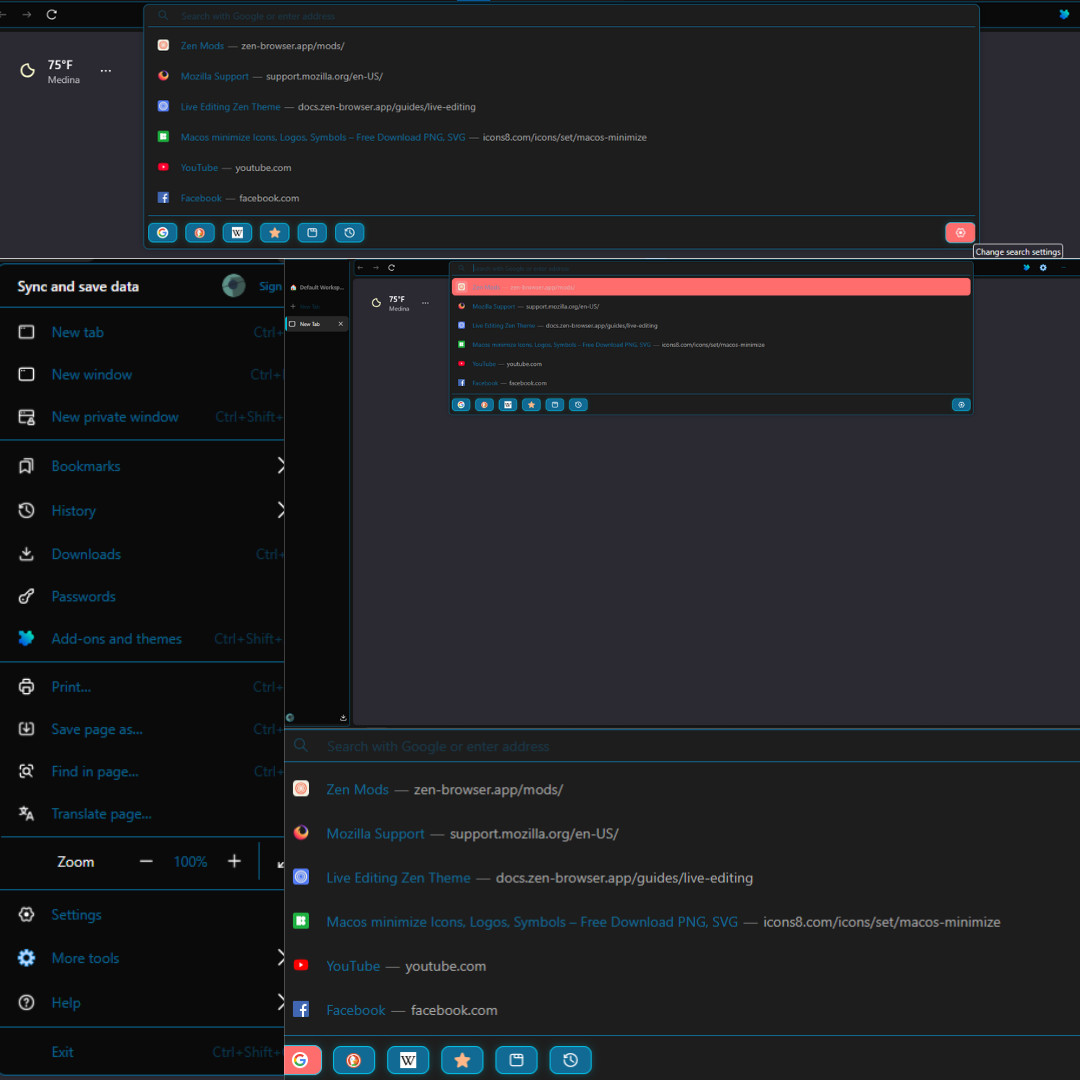 Search with Google or enter address
75°F
Medina
Zen Mods — zen-browser.app/mods/
Mozilla Support — support.mozilla.org/en-US/
Live Editing Zen Theme — docs.zen-browser.app/guides/live-editing
Macos minimize Icons, Logos, Symbols – Free Download PNG, SVG — icons8.com/icons/set/macos-minimize
YouTube — youtube.com
Facebook — facebook.com
Change search settings
Sync and save data
Sign
New tab Ctrl+
New window Ctrl+
New private window Ctrl+Shift+
Bookmarks
History
Downloads Ctrl+
Passwords
Add-ons and themes Ctrl+Shift+
Print... Ctrl+
Save page as... Ctrl+
Find in page... Ctrl+
Translate page...
Zoom — 100% +
Settings
More tools
Help
Exit Ctrl+Shift+
Default Worksp...
New Tab
New Tab
Search with Google or enter address
75°F
Medina
Zen Mods — zen-browser.app/mods/
Mozilla Support — support.mozilla.org/en-US/
Live Editing Zen Theme — docs.zen-browser.app/guides/live-editing
Macos minimize Icons, Logos, Symbols – Free Download PNG, SVG — icons8.com/icons/set/macos-minimize
YouTube — youtube.com
Facebook — facebook.com
Search with Google or enter address
Zen Mods — zen-browser.app/mods/
Mozilla Support — support.mozilla.org/en-US/
Live Editing Zen Theme — docs.zen-browser.app/guides/live-editing
Macos minimize Icons, Logos, Symbols – Free Download PNG, SVG — icons8.com/icons/set/macos-minimize
YouTube — youtube.com
Facebook — facebook.com